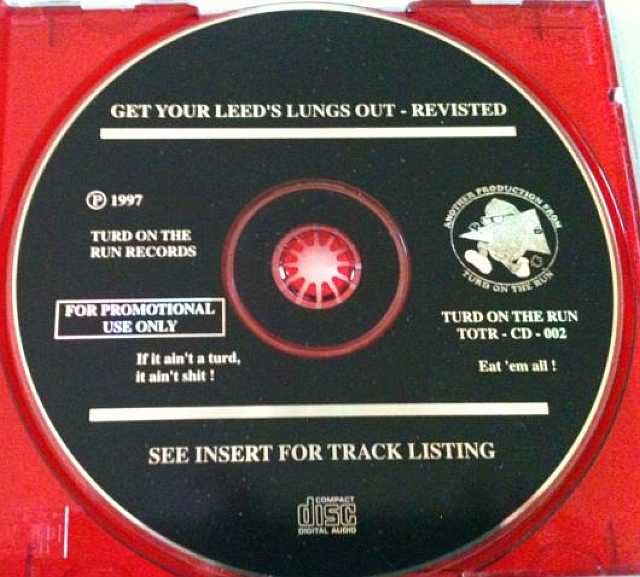 GET YOUR LEED'S LUNGS OUT - REVISTED
℗ 1997
TURD ON THE
RUN RECORDS
ANOTHER PRODUCTION FROM
TURD ON THE RUN
FOR PROMOTIONAL
USE ONLY
TURD ON THE RUN
TOTR - CD - 002
If it ain't a turd,
it ain't shit !
Eat 'em all !
SEE INSERT FOR TRACK LISTING
COMPACT
disc
DIGITAL AUDIO